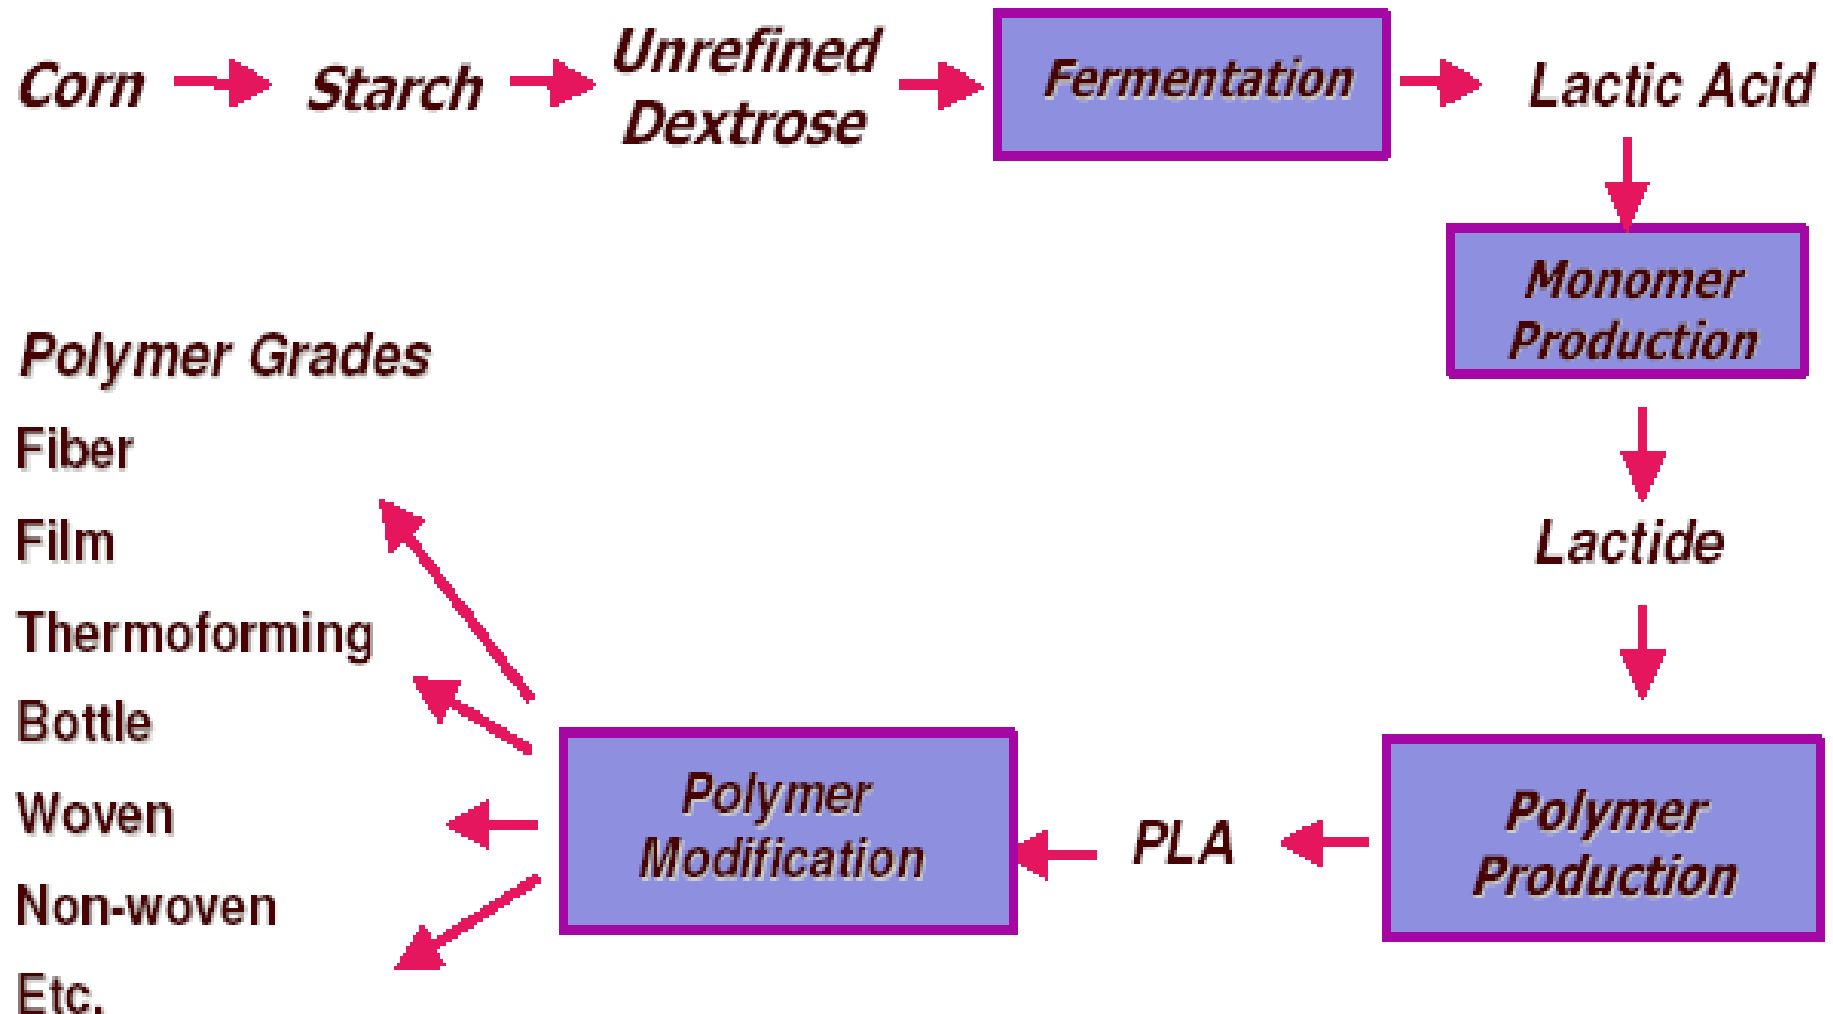 Corn
Starch
Unrefined
Dextrose
Fermentation
Lactic Acid
Monomer
Production
Lactide
Polymer
Production
PLA
Polymer
Modification
Polymer Grades
Fiber
Film
Thermoforming
Bottle
Woven
Non-woven
Etc.